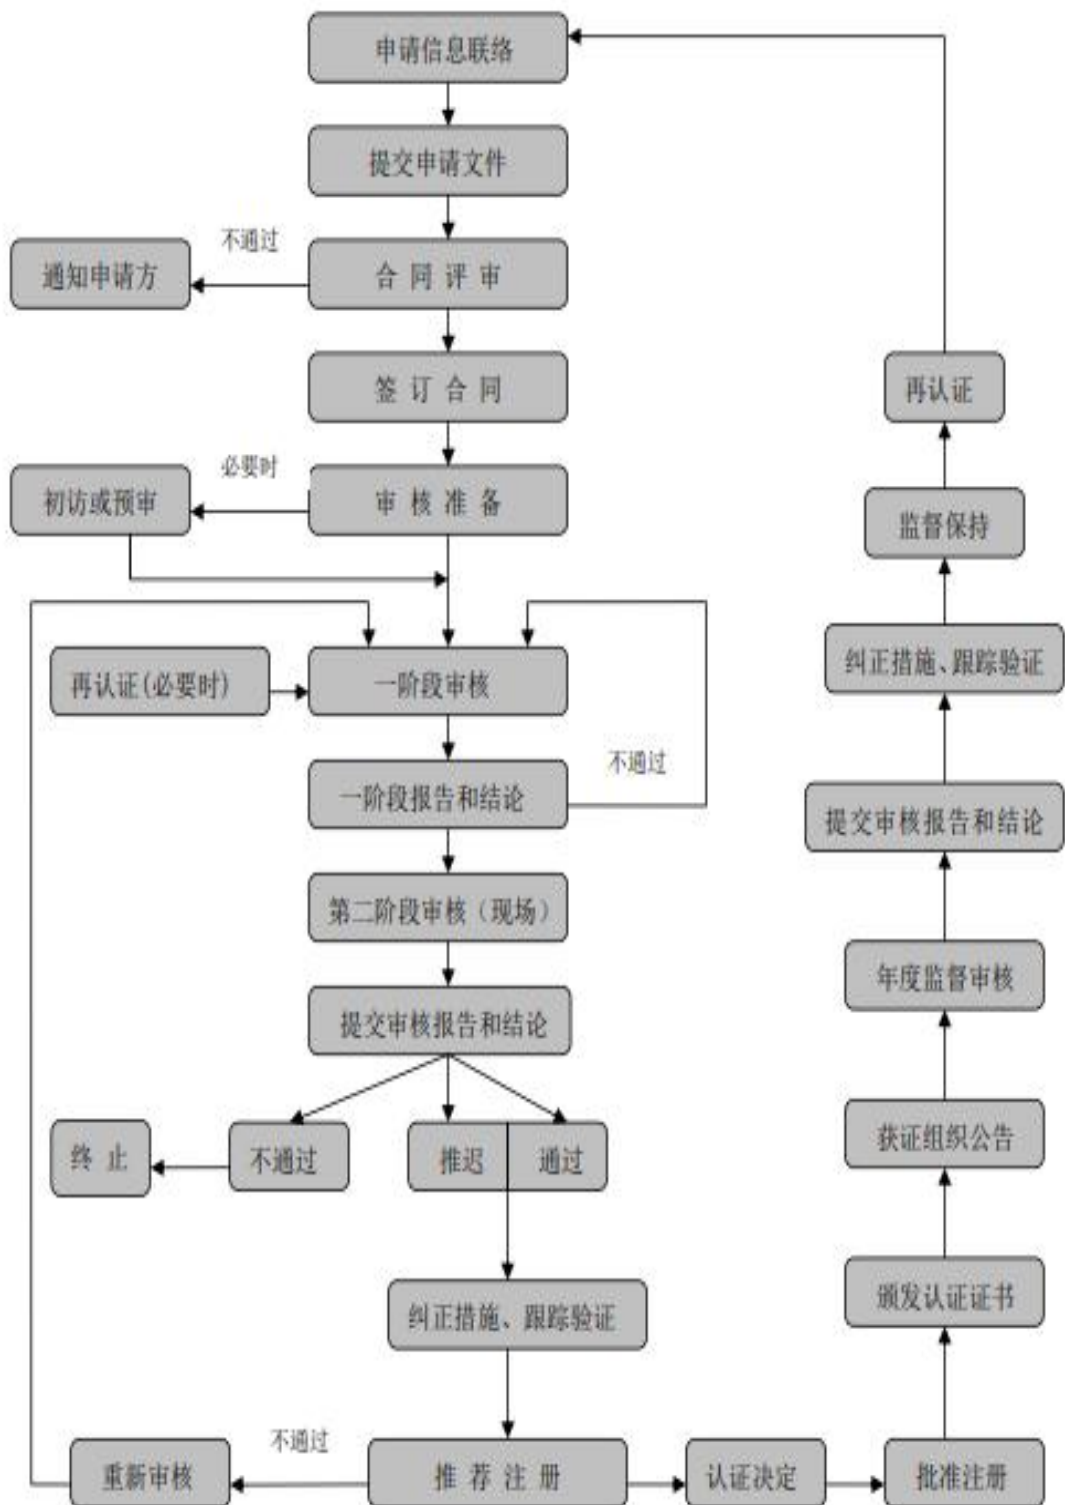 申请信息联络
提交申请文件
不通过
通知申请方
合同评审
签订合同
再认证
必要时
初访或预审
审核准备
监督保持
再认证(必要时)
一阶段审核
纠正措施、跟踪验证
不通过
一阶段报告和结论
提交审核报告和结论
第二阶段审核（现场）
年度监督审核
提交审核报告和结论
终止
不通过
推迟
通过
获证组织公告
颁发认证证书
纠正措施、跟踪验证
不通过
重新审核
推荐注册
认证决定
批准注册